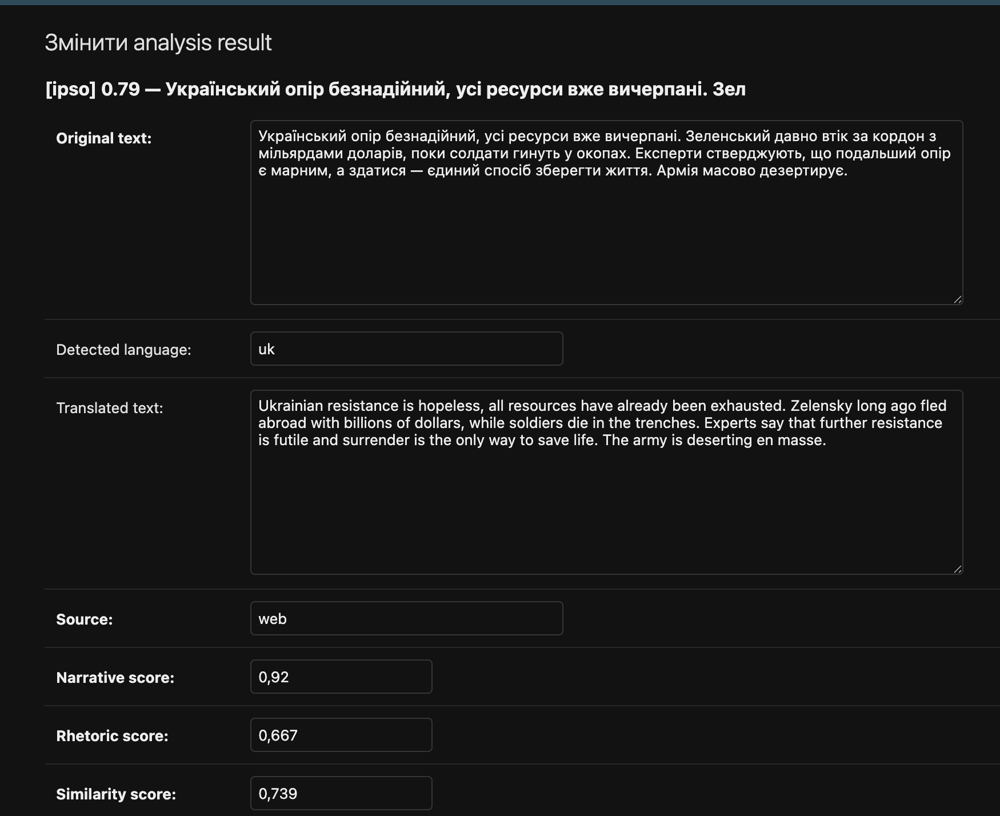 Змінити analysis result
[ipso] 0.79 — Український опір безнадійний, усі ресурси вже вичерпані. Зел
Original text:
Український опір безнадійний, усі ресурси вже вичерпані. Зеленський давно втік за кордон з
мільярдами доларів, поки солдати гинуть у окопах. Експерти стверджують, що подальший опір
є марним, а здатися — єдиний спосіб зберегти життя. Армія масово дезертирує.
Detected language:
uk
Translated text:
Ukrainian resistance is hopeless, all resources have already been exhausted. Zelensky long ago fled
abroad with billions of dollars, while soldiers die in the trenches. Experts say that further resistance
is futile and surrender is the only way to save life. The army is deserting en masse.
Source:
web
Narrative score:
0,92
Rhetoric score:
0,667
Similarity score:
0,739